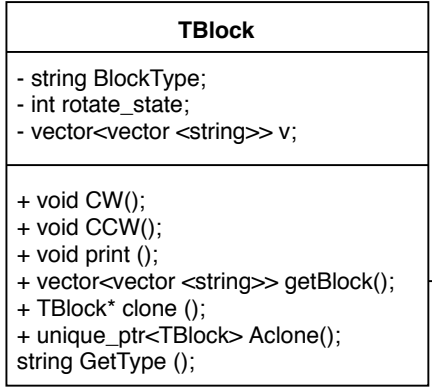 TBlock
- string BlockType;
- int rotate_state;
- vector<vector <string>> v;
+ void CW();
+ void CCW();
+ void print ();
+ vector<vector <string>> getBlock();
+ TBlock* clone ();
+ unique_ptr<TBlock> Aclone();
string GetType ();